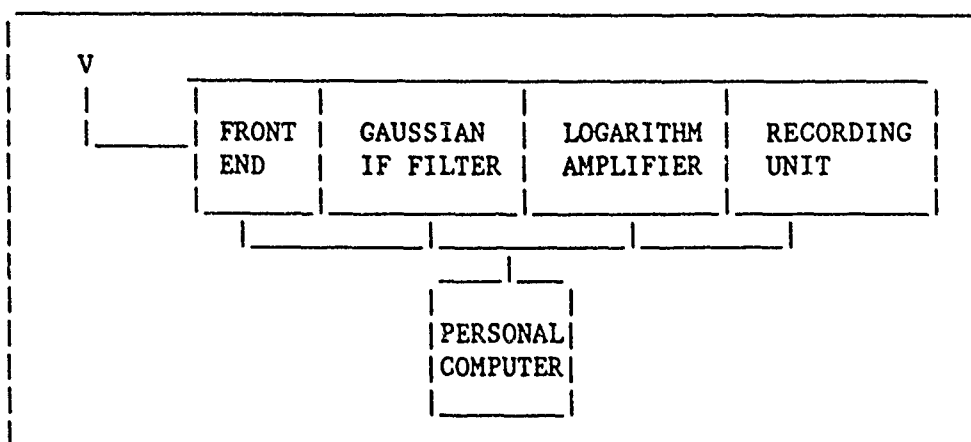 V
FRONT END
GAUSSIAN IF FILTER
LOGARITHM AMPLIFIER
RECORDING UNIT
PERSONAL COMPUTER